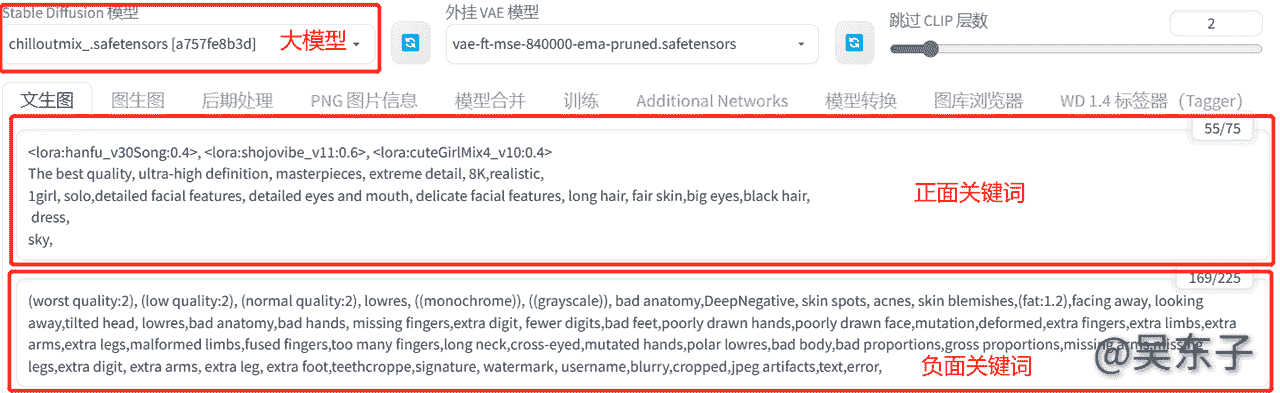 Stable Diffusion 模型
外挂 VAE 模型
跳过 CLIP 层数
2
chilloutmix_.safetensors [a757fe8b3d]
大模型
vae-ft-mse-840000-ema-pruned.safetensors
文生图 图生图 后期处理 PNG 图片信息 模型合并 训练 Additional Networks 模型转换 图库浏览器 WD 1.4 标签器 (Tagger)
55/75
<lora:hanfu_v30Song:0.4>, <lora:shojovibe_v11:0.6>, <lora:cuteGirlMix4_v10:0.4>
The best quality, ultra-high definition, masterpieces, extreme detail, 8K,realistic,
1girl, solo,detailed facial features, detailed eyes and mouth, delicate facial features, long hair, fair skin,big eyes,black hair,
dress,
sky,
正面关键词
169/225
(worst quality:2), (low quality:2), (normal quality:2), lowres, ((monochrome)), ((grayscale)), bad anatomy,DeepNegative, skin spots, acnes, skin blemishes,(fat:1.2),facing away, looking
away,tilted head, lowres,bad anatomy,bad hands, missing fingers,extra digit, fewer digits,bad feet,poorly drawn hands,poorly drawn face,mutation,deformed,extra fingers,extra limbs,extra
arms,extra legs,malformed limbs,fused fingers,too many fingers,long neck,cross-eyed,mutated hands,polar lowres,bad body,bad proportions,gross proportions,missing arms,missing
legs,extra digit, extra arms, extra leg, extra foot,teethcroppe,signature, watermark, username,blurry,cropped,jpeg artifacts,text,error,
负面关键词
@吴东子